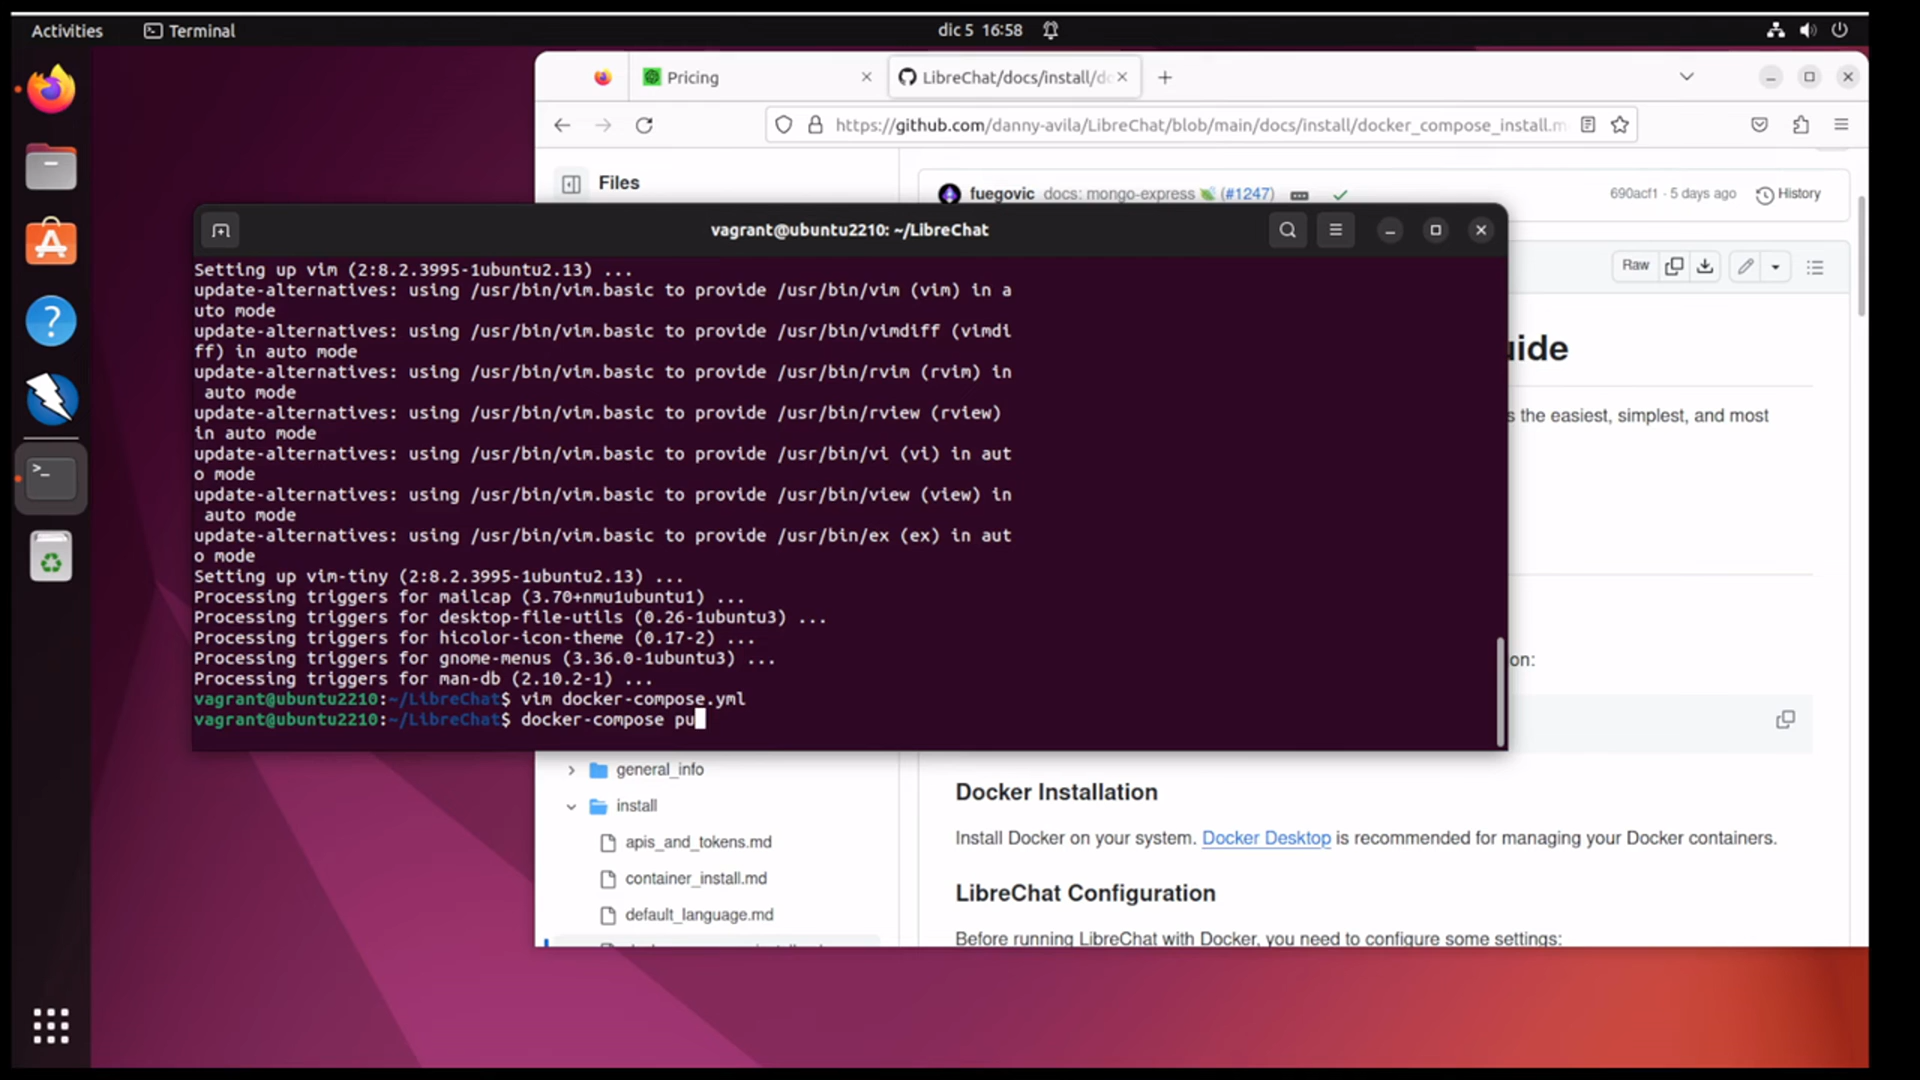 Activities
Terminal
dic 5 16:58
Pricing
LibreChat/docs/install/do
https://github.com/danny-avila/LibreChat/blob/main/docs/install/docker_compose_install.m
Files
fuegovic docs: mongo-express (#1247)
690acf1 · 5 days ago
History
vagrant@ubuntu2210: ~/LibreChat
Raw
Setting up vim (2:8.2.3995-1ubuntu2.13) ...
update-alternatives: using /usr/bin/vim.basic to provide /usr/bin/vim (vim) in a
uto mode
update-alternatives: using /usr/bin/vim.basic to provide /usr/bin/vimdiff (vimdi
ff) in auto mode
update-alternatives: using /usr/bin/vim.basic to provide /usr/bin/rvim (rvim) in
auto mode
update-alternatives: using /usr/bin/vim.basic to provide /usr/bin/rview (rview)
in auto mode
update-alternatives: using /usr/bin/vim.basic to provide /usr/bin/vi (vi) in aut
o mode
update-alternatives: using /usr/bin/vim.basic to provide /usr/bin/view (view) in
auto mode
update-alternatives: using /usr/bin/vim.basic to provide /usr/bin/ex (ex) in aut
o mode
Setting up vim-tiny (2:8.2.3995-1ubuntu2.13) ...
Processing triggers for mailcap (3.70+nmu1ubuntu1) ...
Processing triggers for desktop-file-utils (0.26-1ubuntu3) ...
Processing triggers for hicolor-icon-theme (0.17-2) ...
Processing triggers for gnome-menus (3.36.0-1ubuntu3) ...
Processing triggers for man-db (2.10.2-1) ...
vagrant@ubuntu2210:~/LibreChat$ vim docker-compose.yml
vagrant@ubuntu2210:~/LibreChat$ docker-compose pu
uide
s the easiest, simplest, and most
on:
general_info
install
apis_and_tokens.md
container_install.md
default_language.md
Docker Installation
Install Docker on your system. Docker Desktop is recommended for managing your Docker containers.
LibreChat Configuration
Before running LibreChat with Docker, you need to configure some settings: